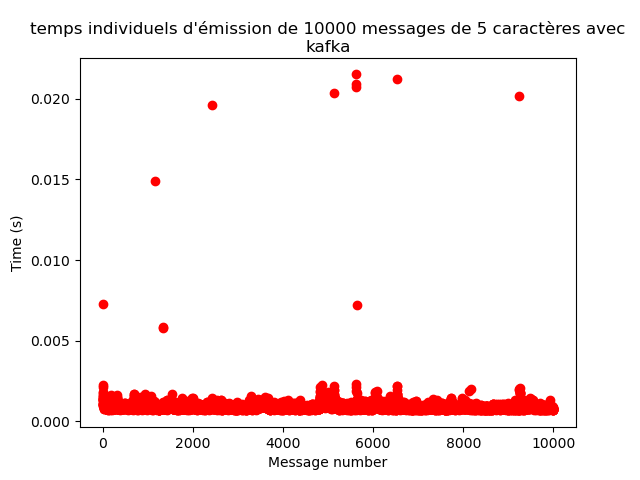 temps individuels d'émission de 10000 messages de 5 caractères avec
kafka
0.020
0.015
0.010
0.005
0.000
Time (s)
0 2000 4000 6000 8000 10000
Message number